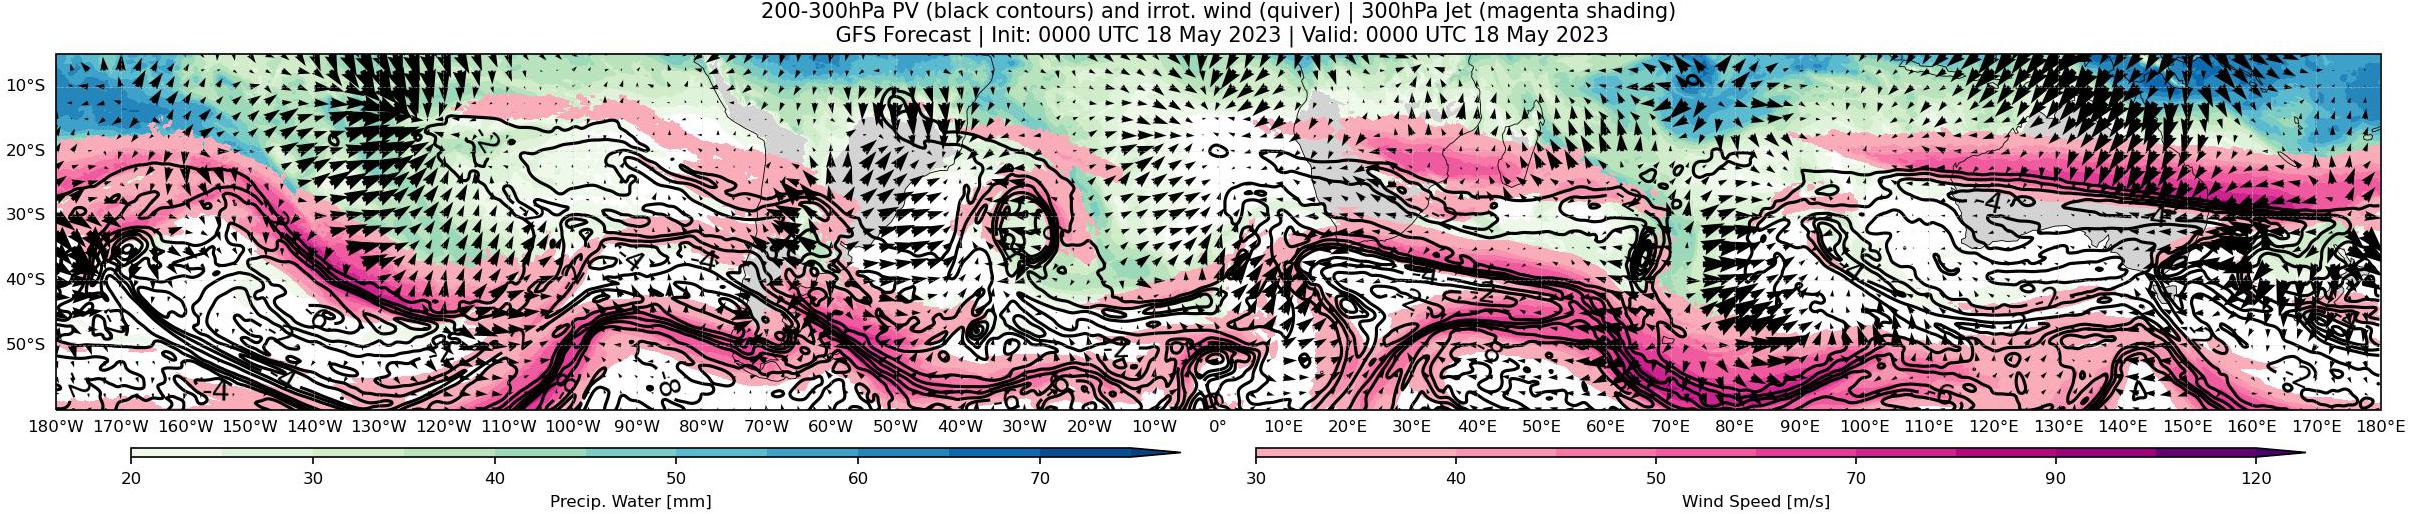 200-300hPa PV (black contours) and irrot. wind (quiver) | 300hPa Jet (magenta shading)
GFS Forecast | Init: 0000 UTC 18 May 2023 | Valid: 0000 UTC 18 May 2023
10°S
20°S
30°S
40°S
50°S
180°W 170°W 160°W 150°W 140°W 130°W 120°W 110°W 100°W 90°W 80°W 70°W 60°W 50°W 40°W 30°W 20°W 10°W 0° 10°E 20°E 30°E 40°E 50°E 60°E 70°E 80°E 90°E 100°E 110°E 120°E 130°E 140°E 150°E 160°E 170°E 180°E
20 30 40 50 60 70
Precip. Water [mm]
30 40 50 70 90 120
Wind Speed [m/s]